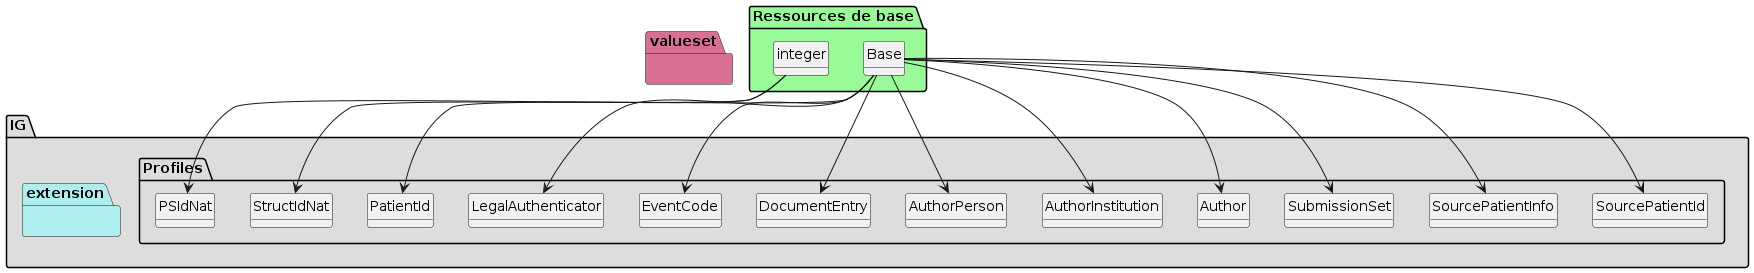 Ressources de base
valueset
integer
Base
IG
Profiles
extension
PSIdNat
StructIdNat
PatientId
LegalAuthenticator
EventCode
DocumentEntry
AuthorPerson
AuthorInstitution
Author
SubmissionSet
SourcePatientInfo
SourcePatientId